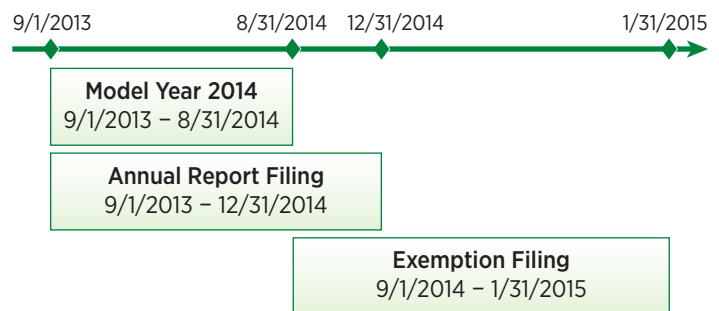 9/1/2013 8/31/2014 12/31/2014 1/31/2015
Model Year 2014
9/1/2013 – 8/31/2014
Annual Report Filing
9/1/2013 – 12/31/2014
Exemption Filing
9/1/2014 – 1/31/2015